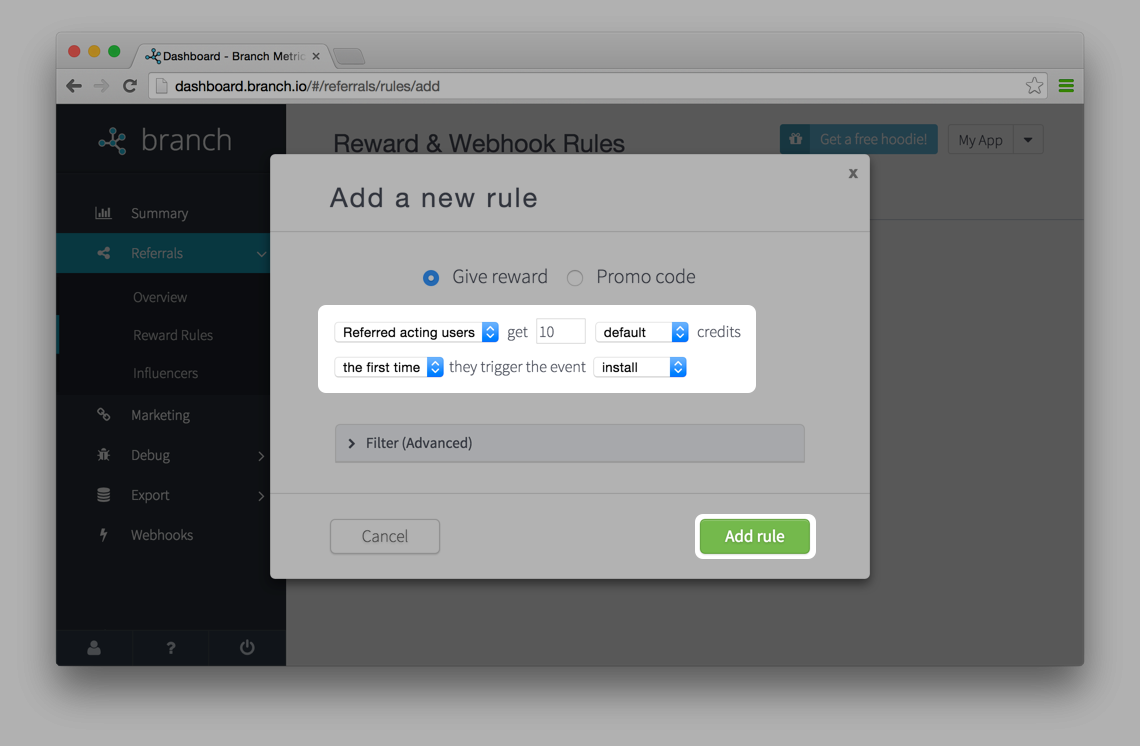 Dashboard - Branch Metric
dashboard.branch.io/#/referrals/rules/add
branch
Reward & Webhook Rules
Get a free hoodie!
My App
x
Add a new rule
Summary
Referrals
Overview
Reward Rules
Influencers
Marketing
Debug
Export
Webhooks
Give reward Promo code
Referred acting users get 10 default credits
the first time they trigger the event install
Filter (Advanced)
Cancel
Add rule
?